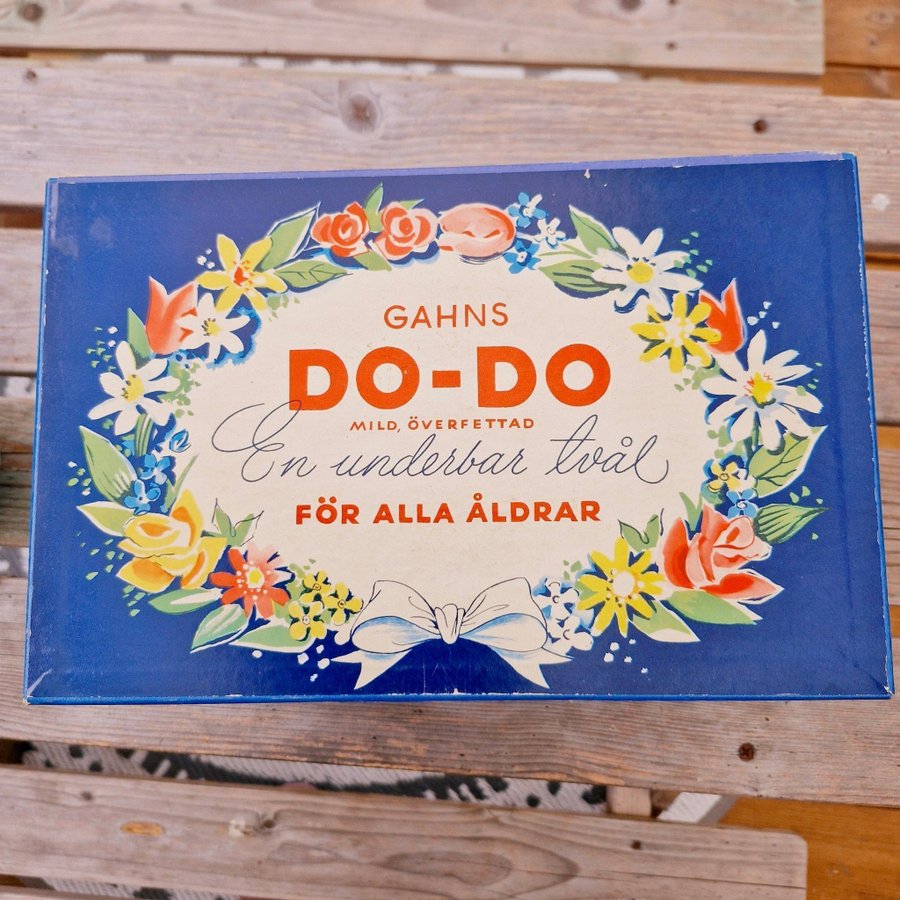 GAHNS
DO-DO
MILD, ÖVERFETTAD
En underbar tvål
FÖR ALLA ÅLDRAR